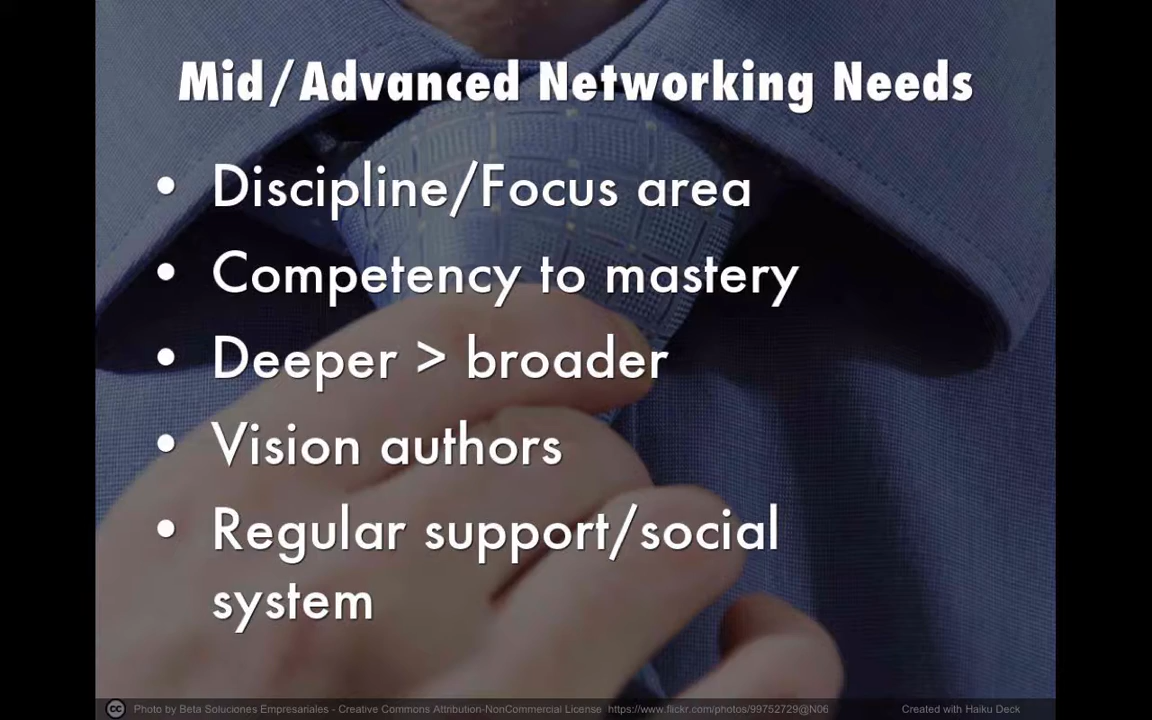 Mid/Advanced Networking Needs
• Discipline/Focus area
• Competency to mastery
• Deeper > broader
• Vision authors
• Regular support/social
system
cc Photo by Beta Soluciones Empresariales - Creative Commons Attribution-NonCommercial License https://www.flickr.com/photos/99752729@N06 Created with Haiku Deck